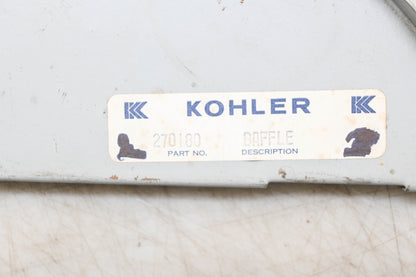 KOHLER
270180 BAFFLE
PART NO. DESCRIPTION